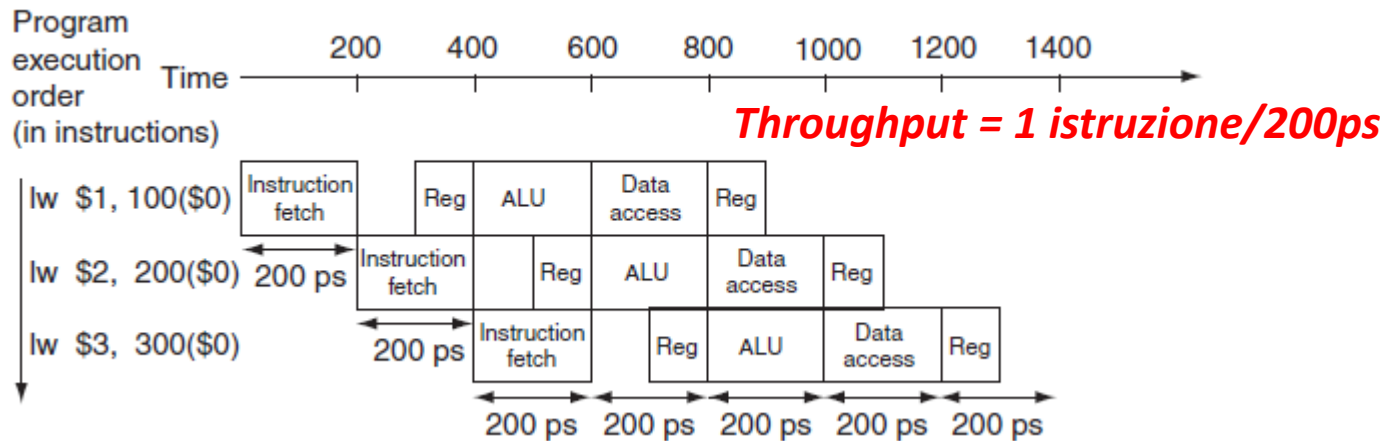 Program
execution
order
(in instructions)
Time
200 400 600 800 1000 1200 1400
Throughput = 1 istruzione/200ps
lw $1, 100($0)
Instruction
fetch
Reg
ALU
Data
access
Reg
lw $2, 200($0)
200 ps
Instruction
fetch
Reg
ALU
Data
access
Reg
lw $3, 300($0)
200 ps
Instruction
fetch
Reg
ALU
Data
access
Reg
200 ps 200 ps 200 ps 200 ps 200 ps